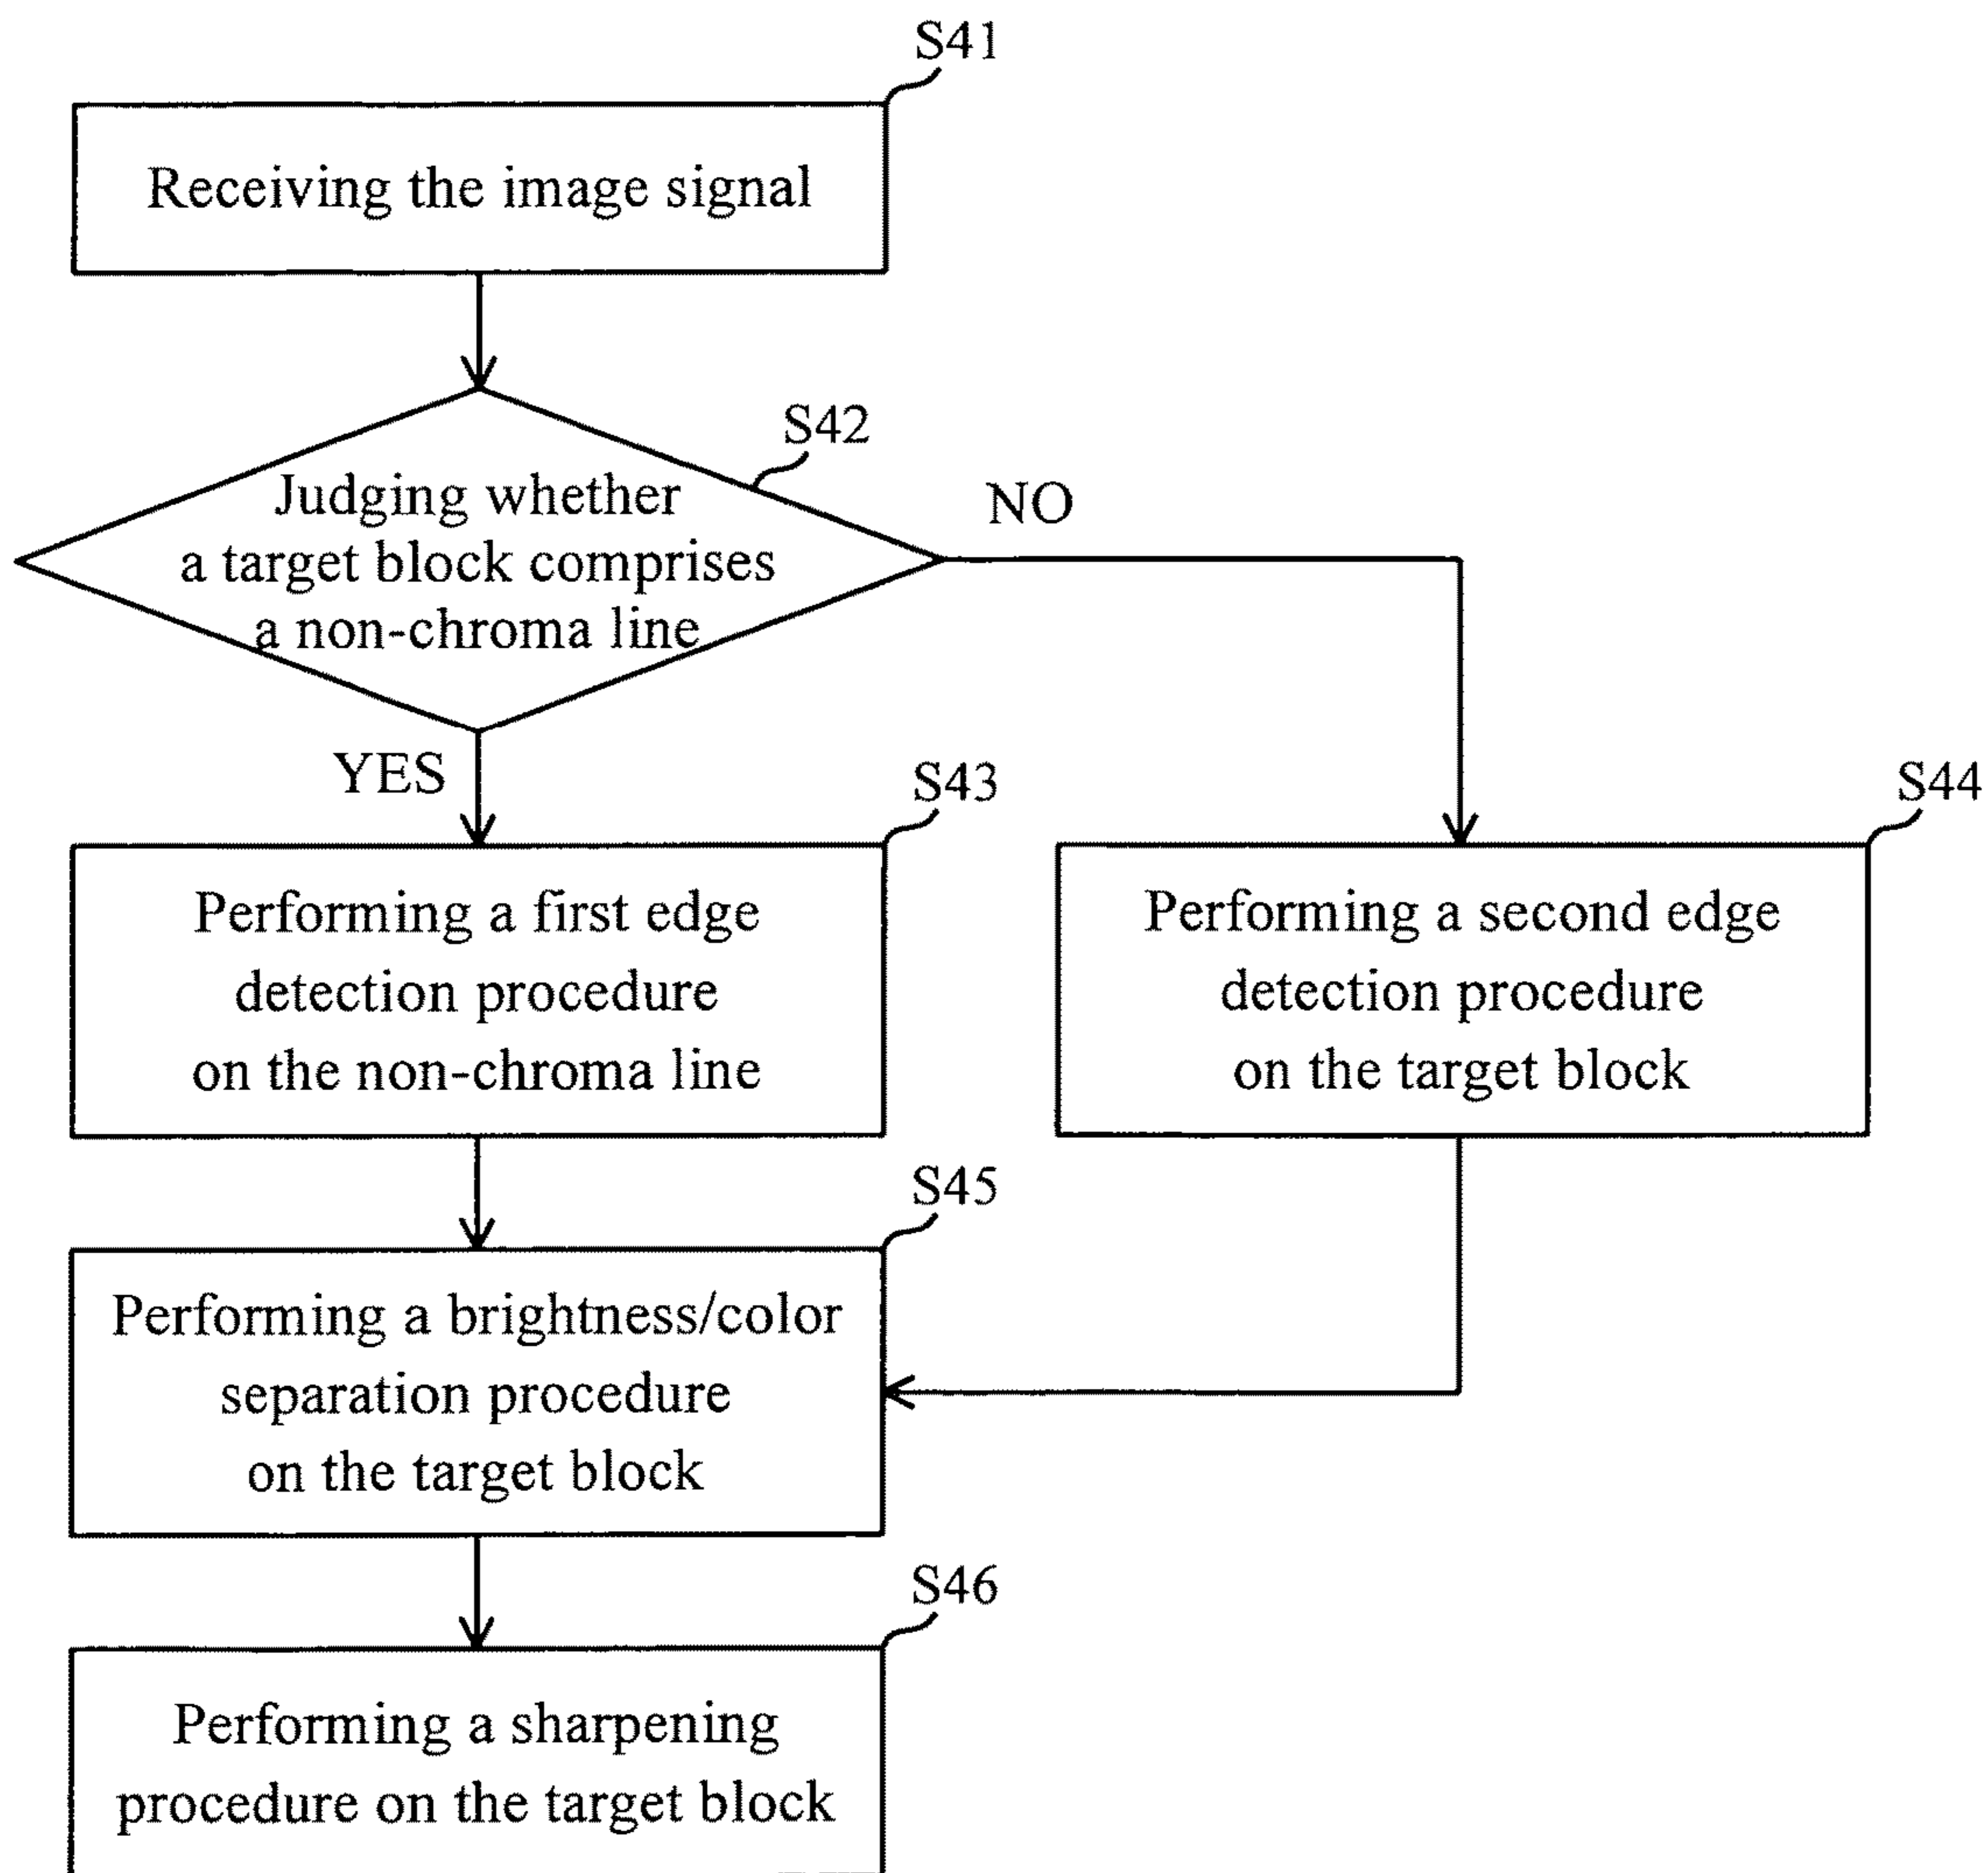 S41
Receiving the image signal
S42
Judging whether
a target block comprises
a non-chroma line
NO
YES
S43
Performing a first edge
detection procedure
on the non-chroma line
S44
Performing a second edge
detection procedure
on the target block
S45
Performing a brightness/color
separation procedure
on the target block
S46
Performing a sharpening
procedure on the target block